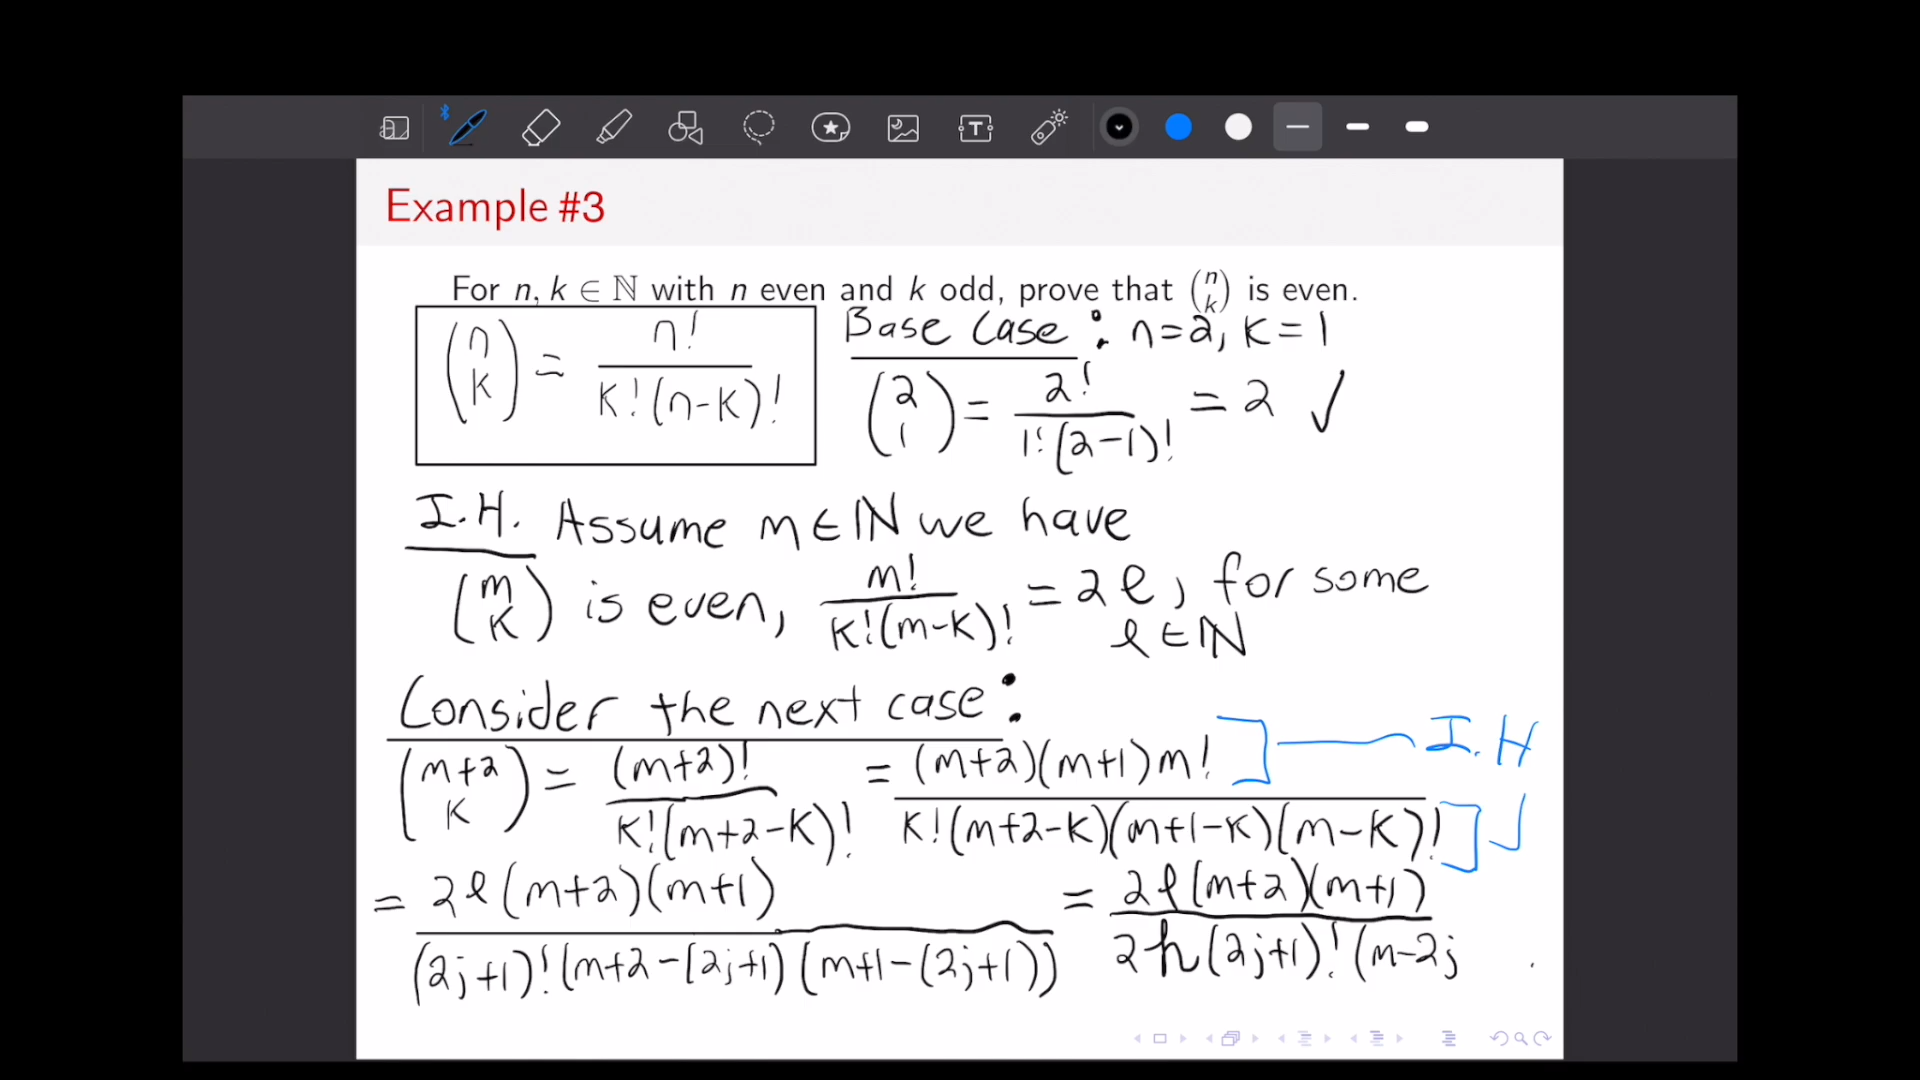 Example #3
For n, k ∈ ℕ with n even and k odd, prove that (n k) is even.
(n k) = n! / K!(n-K)!
Base Case: n=2, K=1
(2 1) = 2! / 1!(2-1)! = 2 ✓
I.H. Assume m∈ℕ we have
(m K) is even, m! / K!(m-K)! = 2ℓ, for some
ℓ∈ℕ
Consider the next case:
(m+2 K) = (m+2)! / K!(m+2-K)! = (m+2)(m+1)m! / K!(m+2-K)(m+1-K)(m-K)! ] — I.H
= 2ℓ(m+2)(m+1) / (2j+1)!(m+2-(2j+1)(m+1-(2j+1)) = 2ℓ(m+2)(m+1) / 2h(2j+1)!(m-2j